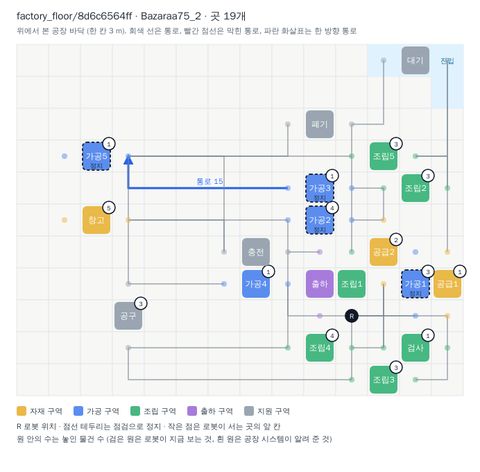 factory_floor/8d6c6564ff · Bazaraa75_2 · 곳 19개
위에서 본 공장 바닥 (한 칸 3 m). 회색 선은 통로, 빨간 점선은 막힌 통로, 파란 화살표는 한 방향 통로
대기
진입
폐기
1
가공5
정지
3
조립5
통로 15
1
가공3
정지
3
조립2
5
창고
4
가공2
정지
충전
2
공급2
1
가공4
출하
조립1
3
가공1
정지
1
공급1
3
공구
R
4
조립4
1
검사
3
조립3
자재 구역
가공 구역
조립 구역
출하 구역
지원 구역
R 로봇 위치 · 점선 테두리는 점검으로 정지 · 작은 점은 로봇이 서는 곳의 앞 칸
원 안의 수는 놓인 물건 수 (검은 원은 로봇이 지금 보는 것, 흰 원은 공장 시스템이 알려 준 것)